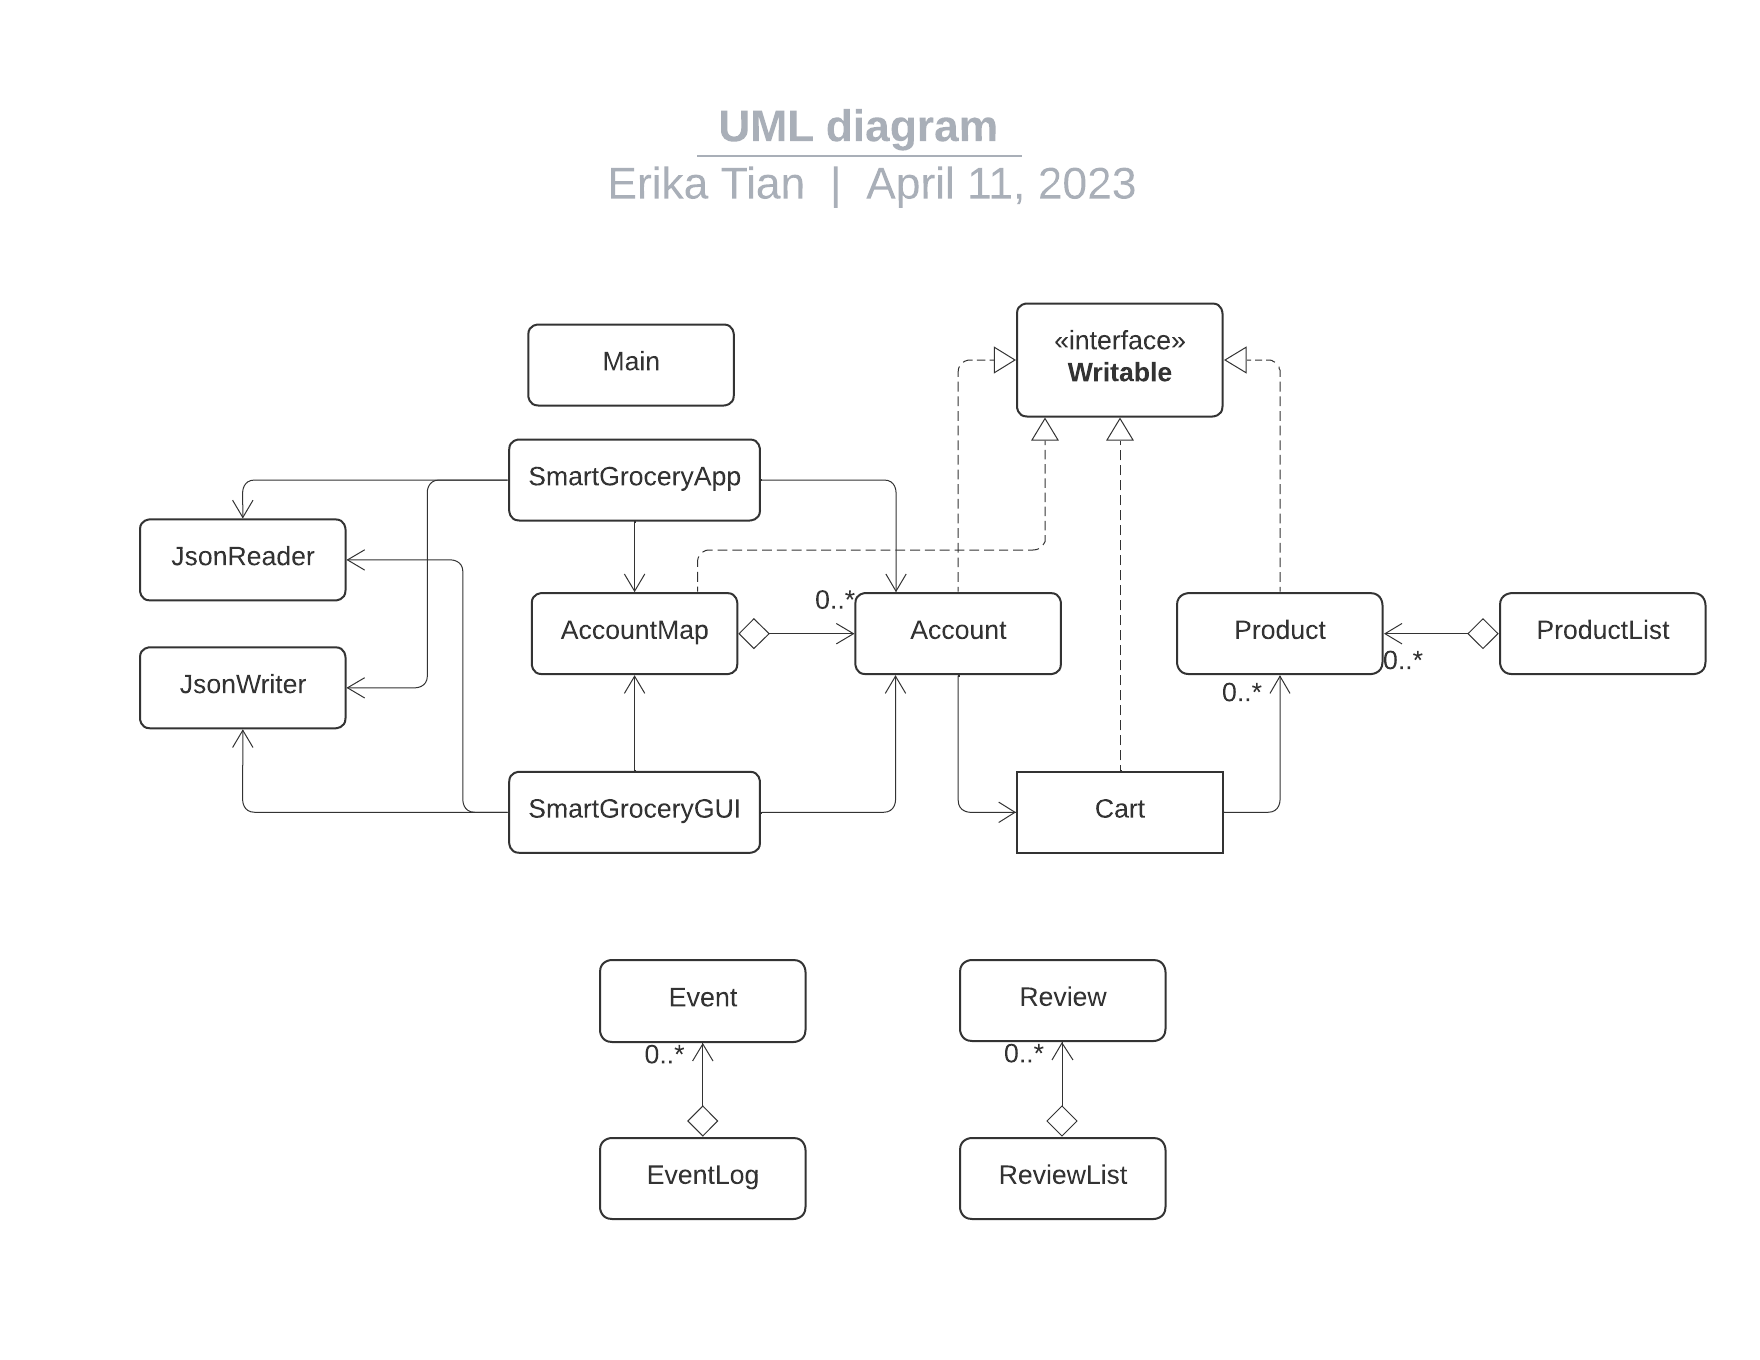 UML diagram
Erika Tian | April 11, 2023
«interface»
Writable
Main
SmartGroceryApp
JsonReader
0..*
AccountMap
Account
Product
ProductList
0..*
JsonWriter
0..*
SmartGroceryGUI
Cart
Event
Review
0..*
0..*
EventLog
ReviewList